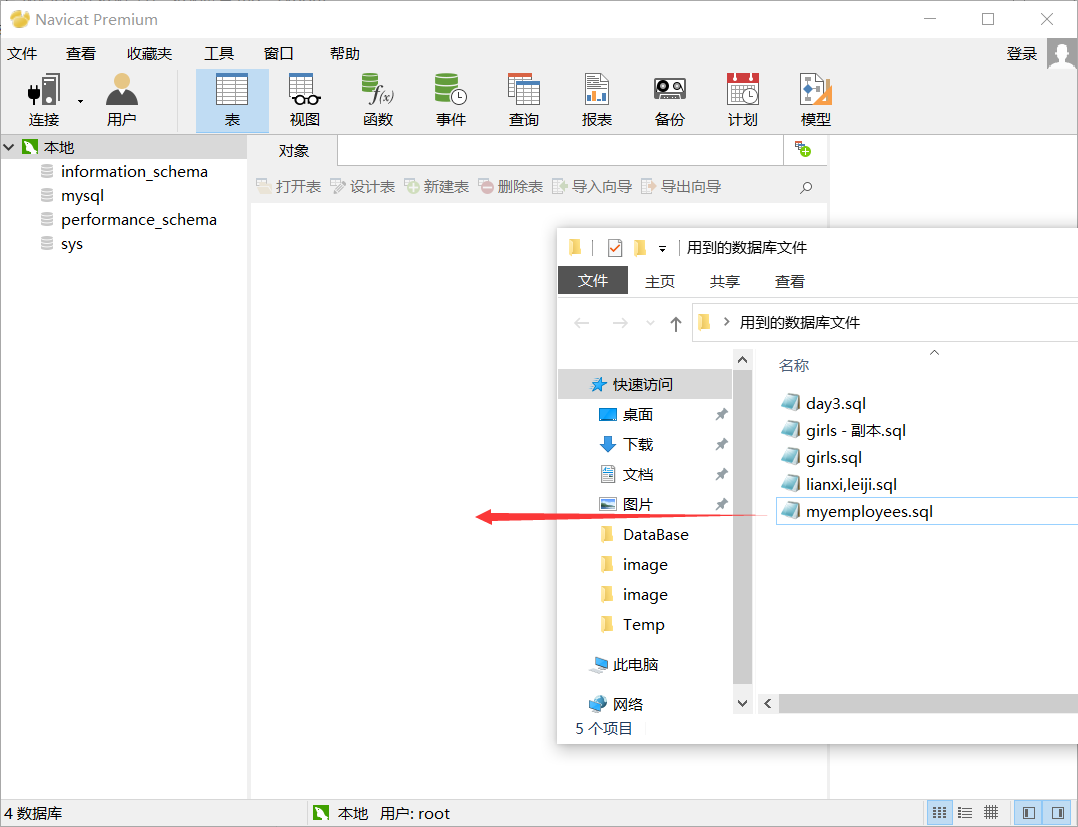 Navicat Premium
文件 查看 收藏夹 工具 窗口 帮助 登录
连接 用户 表 视图 函数 事件 查询 报表 备份 计划 模型
本地
information_schema
mysql
performance_schema
sys
对象
打开表 设计表 新建表 删除表 导入向导 导出向导
用到的数据库文件
文件 主页 共享 查看
用到的数据库文件
快速访问
桌面
下载
文档
图片
DataBase
image
image
Temp
此电脑
网络
名称
day3.sql
girls - 副本.sql
girls.sql
lianxi,leiji.sql
myemployees.sql
5 个项目
4 数据库 本地 用户: root